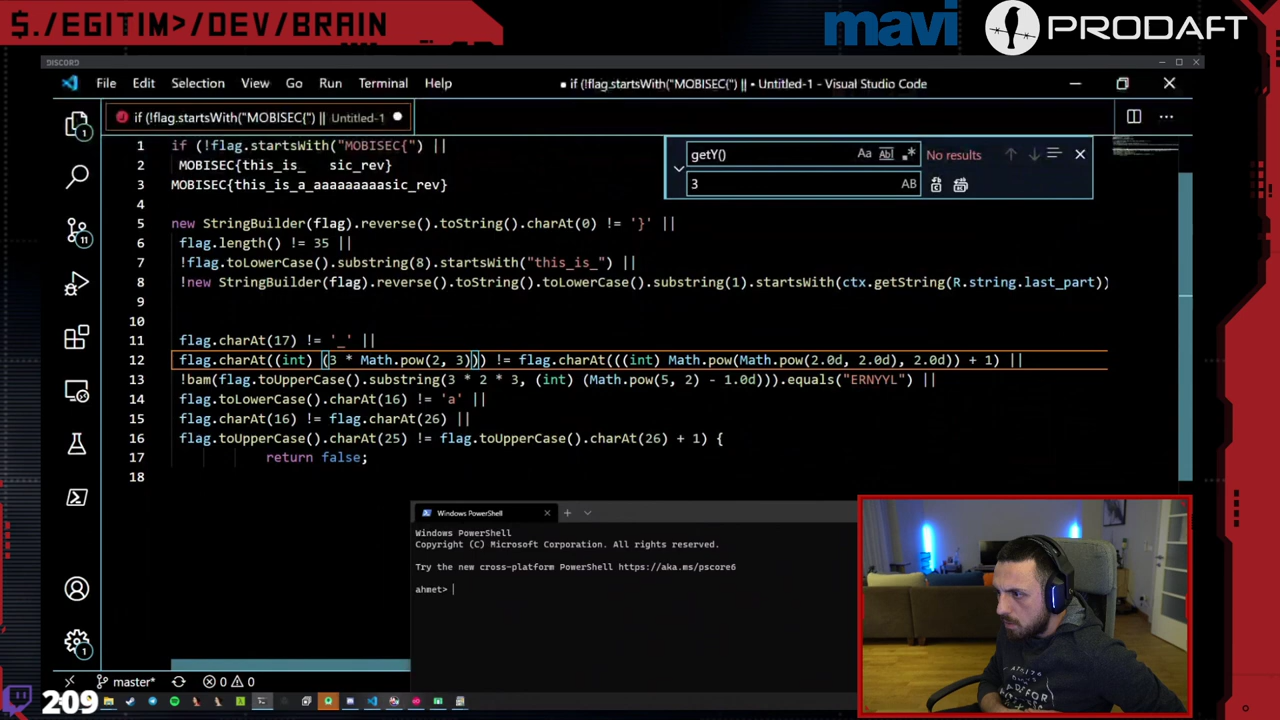 $./EGITIM>/DEV/BRAIN
mavi
PRODAFT
DISCORD
File Edit Selection View Go Run Terminal Help
● if (!flag.startsWith("MOBISEC{") || • Untitled-1 - Visual Studio Code
if (!flag.startsWith("MOBISEC{") || Untitled-1
getY()
Aa Abl .*
No results
3
AB
1 if (!flag.startsWith("MOBISEC{") ||
2 MOBISEC{this_is_   sic_rev}
3 MOBISEC{this_is_a_aaaaaaaaasic_rev}
4
5 new StringBuilder(flag).reverse().toString().charAt(0) != '}' ||
6 flag.length() != 35 ||
7 !flag.toLowerCase().substring(8).startsWith("this_is_") ||
8 !new StringBuilder(flag).reverse().toString().toLowerCase().substring(1).startsWith(ctx.getString(R.string.last_part))
9
10
11 flag.charAt(17) != '_' ||
12 flag.charAt((int) (3 * Math.pow(2, 3))) != flag.charAt(((int) Math.pow(Math.pow(2.0d, 2.0d), 2.0d)) + 1) ||
13 !bam(flag.toUpperCase().substring(3 * 2 * 3, (int) (Math.pow(5, 2) - 1.0d))).equals("ERNYYL") ||
14 flag.toLowerCase().charAt(16) != 'a' ||
15 flag.charAt(16) != flag.charAt(26) ||
16 flag.toUpperCase().charAt(25) != flag.toUpperCase().charAt(26) + 1) {
17 return false;
18
1
11
1
Windows PowerShell
Windows PowerShell
Copyright (C) Microsoft Corporation. All rights reserved.
Try the new cross-platform PowerShell https://aka.ms/pscore6
ahmet>
master*
0 0
209